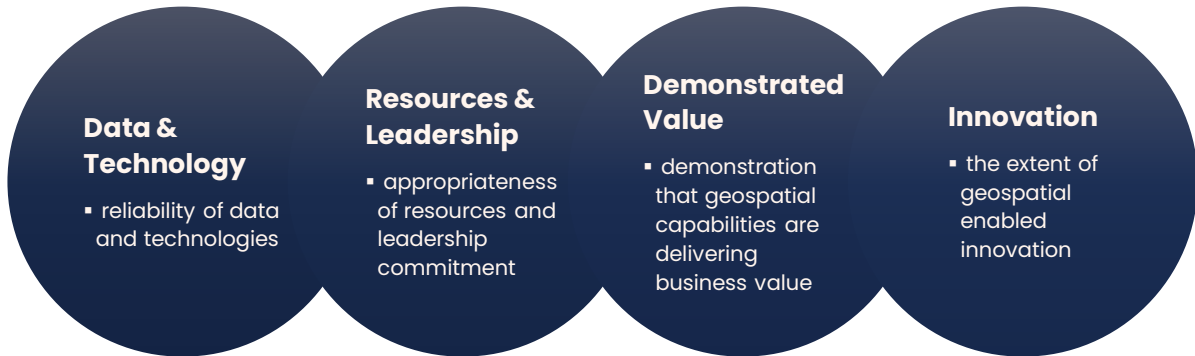 Data &
Technology
▪ reliability of data
and technologies
Resources &
Leadership
▪ appropriateness
of resources and
leadership
commitment
Demonstrated
Value
▪ demonstration
that geospatial
capabilities are
delivering
business value
Innovation
▪ the extent of
geospatial
enabled
innovation